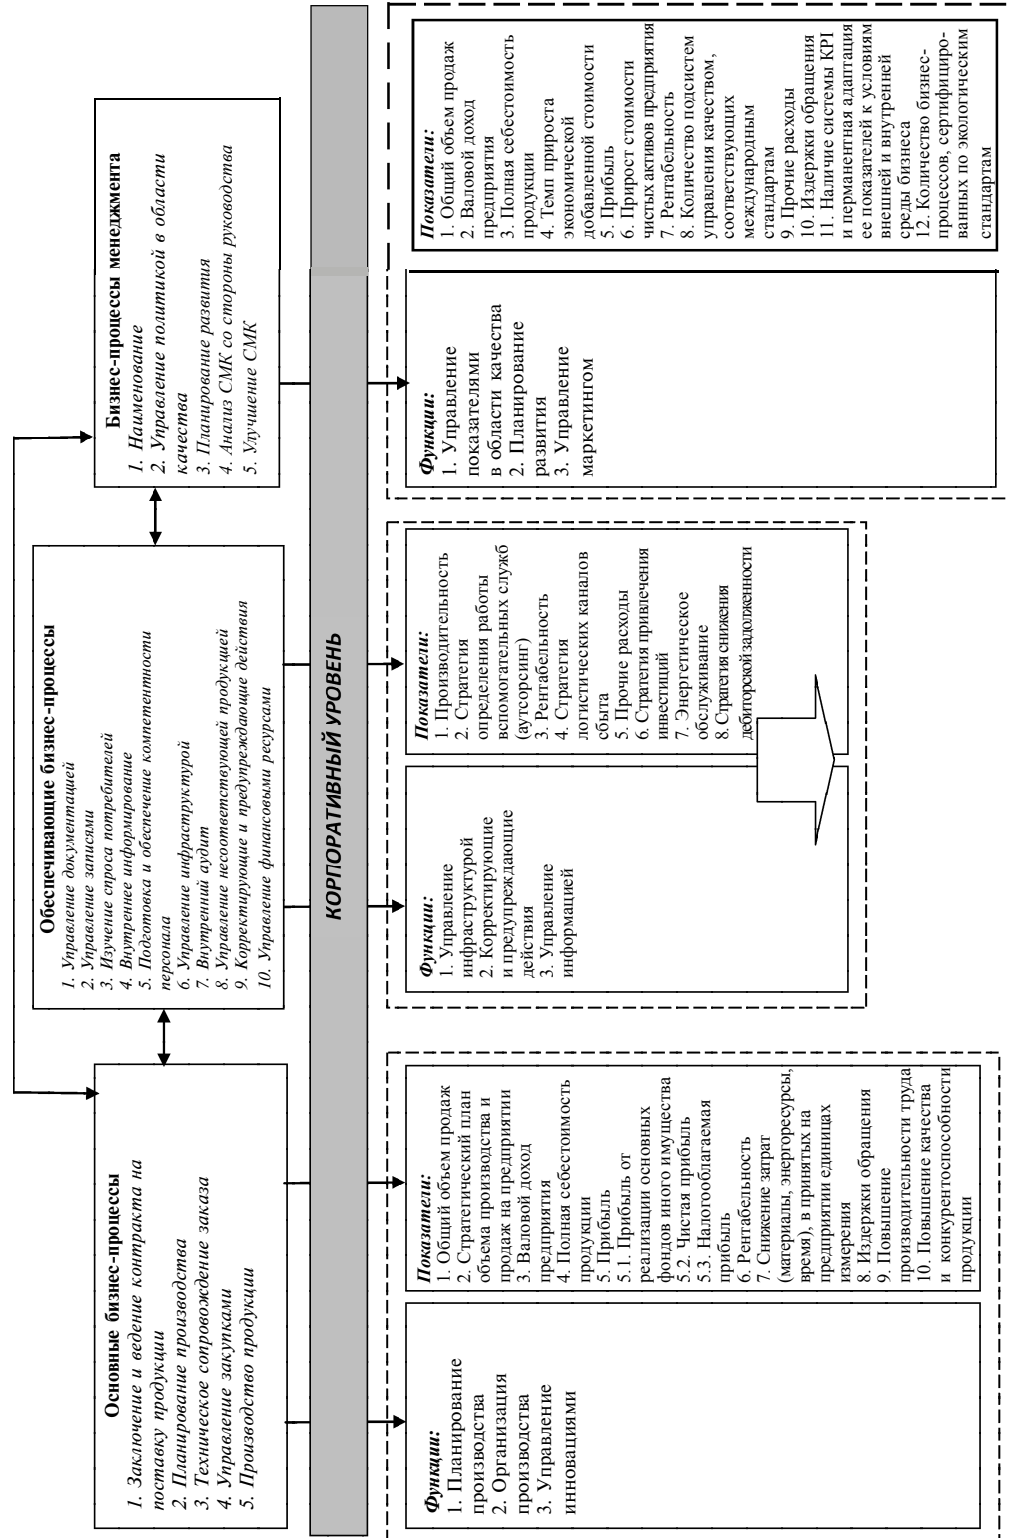 Основные бизнес-процессы
1. Заключение и ведение контракта на
поставку продукции
2. Планирование производства
3. Техническое сопровождение заказа
4. Управление закупками
5. Производство продукции
Обеспечивающие бизнес-процессы
1. Управление документацией
2. Управление записями
3. Изучение спроса потребителей
4. Внутреннее информирование
5. Подготовка и обеспечение компетентности
персонала
6. Управление инфраструктурой
7. Внутренний аудит
8. Управление несоответствующей продукцией
9. Корректирующие и предупреждающие действия
10. Управление финансовыми ресурсами
Бизнес-процессы менеджмента
1. Наименование
2. Управление политикой в области
качества
3. Планирование развития
4. Анализ СМК со стороны руководства
5. Улучшение СМК
КОРПОРАТИВНЫЙ УРОВЕНЬ
Функции:
1. Планирование
производства
2. Организация
производства
3. Управление
инновациями
Показатели:
1. Общий объем продаж
2. Стратегический план
объема производства и
продаж на предприятии
3. Валовой доход
предприятия
4. Полная себестоимость
продукции
5. Прибыль
5.1. Прибыль от
реализации основных
фондов иного имущества
5.2. Чистая прибыль
5.3. Налогооблагаемая
прибыль
6. Рентабельность
7. Снижение затрат
(материалы, энергоресурсы,
время), в принятых на
предприятии единицах
измерения
8. Издержки обращения
9. Повышение
производительности труда
10. Повышение качества
и конкурентоспособности
продукции
Функции:
1. Управление
инфраструктурой
2. Корректирующие
и предупреждающие
действия
3. Управление
информацией
Показатели:
1. Производительность
2. Стратегия
определения работы
вспомогательных служб
(аутсорсинг)
3. Рентабельность
4. Стратегия
логистических каналов
сбыта
5. Прочие расходы
6. Стратегия привлечения
инвестиций
7. Энергетическое
обслуживание
8. Стратегия снижения
дебиторской задолженности
Функции:
1. Управление
показателями
в области качества
2. Планирование
развития
3. Управление
маркетингом
Показатели:
1. Общий объем продаж
2. Валовой доход
предприятия
3. Полная себестоимость
продукции
4. Темп прироста
экономической
добавленной стоимости
5. Прибыль
6. Прирост стоимости
чистых активов предприятия
7. Рентабельность
8. Количество подсистем
управления качеством,
соответствующих
международным
стандартам
9. Прочие расходы
10. Издержки обращения
11. Наличие системы KPI
и перманентная адаптация
ее показателей к условиям
внешней и внутренней
среды бизнеса
12. Количество бизнес-
процессов, сертифициро-
ванных по экологическим
стандартам